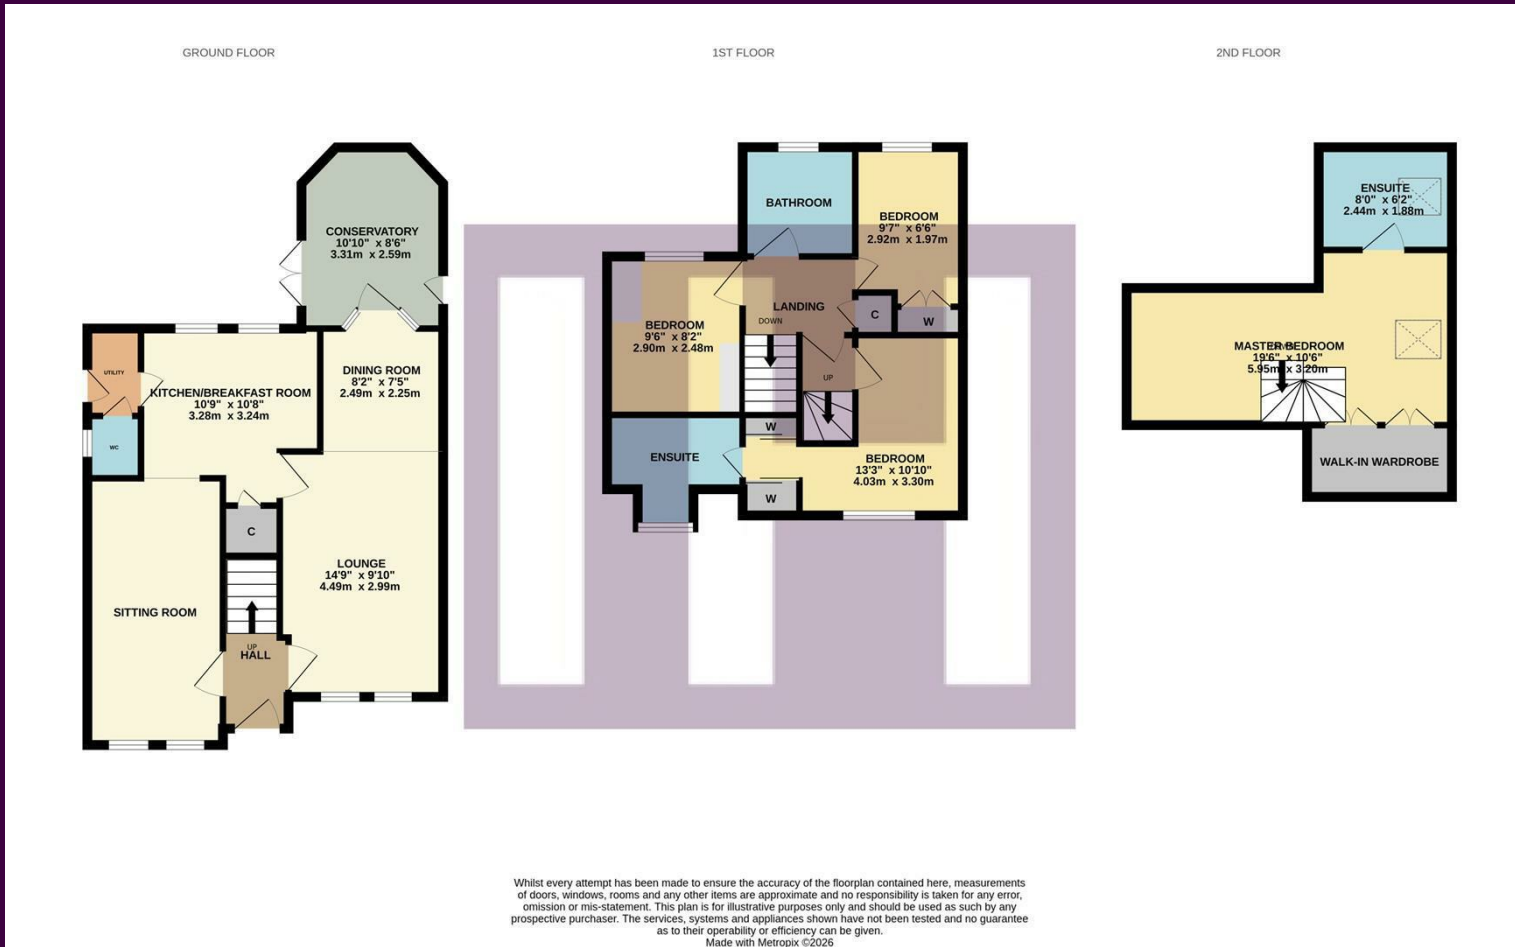 GROUND FLOOR
1ST FLOOR
2ND FLOOR
CONSERVATORY
10'10" x 8'6"
3.31m x 2.59m
UTILITY
KITCHEN/BREAKFAST ROOM
10'9" x 10'8"
3.28m x 3.24m
DINING ROOM
8'2" x 7'5"
2.49m x 2.25m
WC
C
LOUNGE
14'9" x 9'10"
4.49m x 2.99m
SITTING ROOM
UP
HALL
BATHROOM
BEDROOM
9'7" x 6'6"
2.92m x 1.97m
LANDING
DOWN
C
W
BEDROOM
9'6" x 8'2"
2.90m x 2.48m
UP
W
ENSUITE
BEDROOM
13'3" x 10'10"
4.03m x 3.30m
W
ENSUITE
8'0" x 6'2"
2.44m x 1.88m
MASTER BEDROOM
19'6" x 10'6"
5.95m x 3.20m
WALK-IN WARDROBE
Whilst every attempt has been made to ensure the accuracy of the floorplan contained here, measurements
of doors, windows, rooms and any other items are approximate and no responsibility is taken for any error,
omission or mis-statement. This plan is for illustrative purposes only and should be used as such by any
prospective purchaser. The services, systems and appliances shown have not been tested and no guarantee
as to their operability or efficiency can be given.
Made with Metropix ©2026